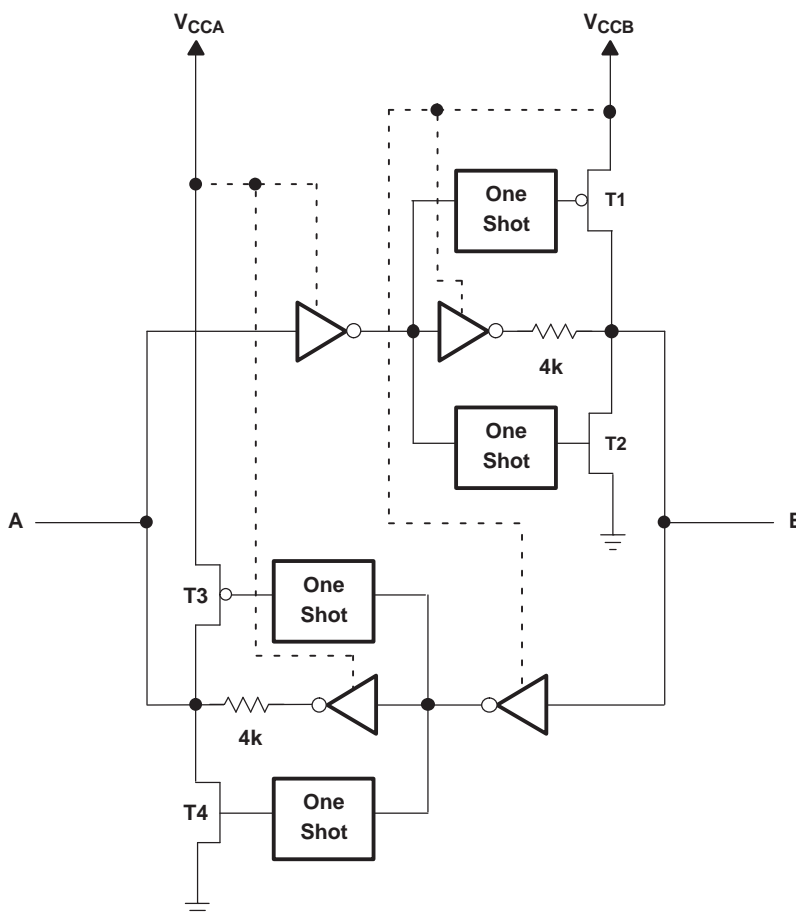 VCCA
VCCB
One
Shot
T1
4k
One
Shot
T2
A
B
T3
One
Shot
4k
T4
One
Shot